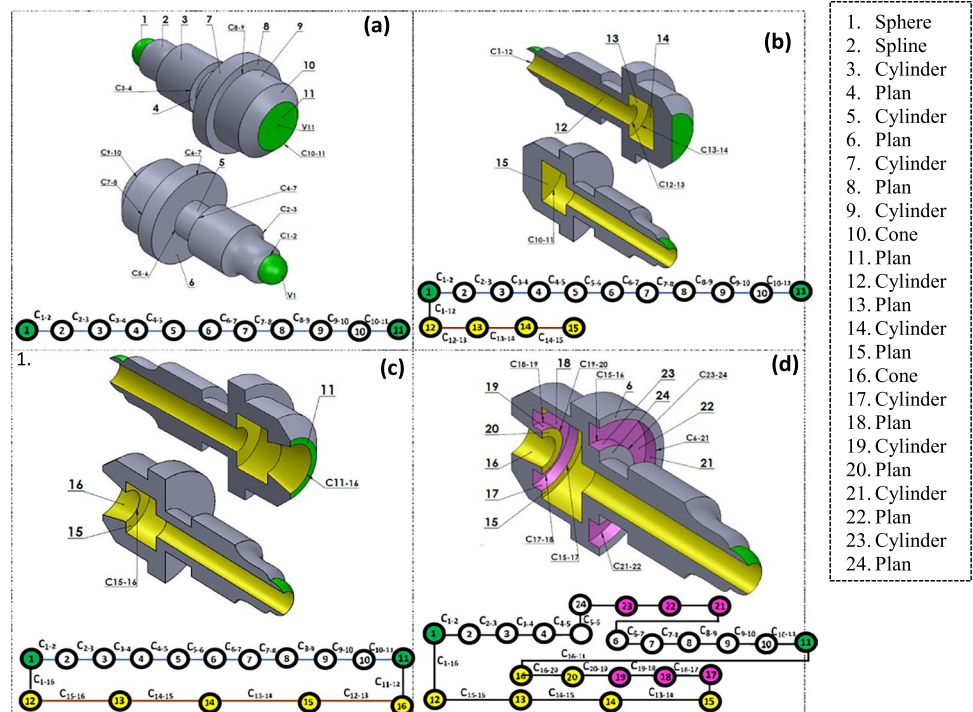 (a)
1
2
3
7
C8-9
8
9
10
11
V11
C10-11
C3-4
4
C9-10
C7-8
C6-7
5
C4-7
C2-3
C1-2
C5-6
6
V1
C1-2 C2-3 C3-4 C4-5 C5-6 C6-7 C7-8 C8-9 C9-10 C10-11
1 2 3 4 5 6 7 8 9 10 11
(b)
C1-12
13
14
12
C13-14
C12-13
15
C10-11
C1-2 C2-3 C3-4 C4-5 C5-6 C6-7 C7-8 C8-9 C9-10 C10-11
1 2 3 4 5 6 7 8 9 10 11
C1-12
12 13 14 15
C12-13 C13-14 C14-15
1.
(c)
11
C11-16
16
15
C15-16
C1-2 C2-3 C3-4 C4-5 C5-6 C6-7 C7-8 C8-9 C9-10 C10-11
1 2 3 4 5 6 7 8 9 10 11
C1-16 C11-12
C15-16 C14-15 C13-14 C12-13
12 13 14 15 16
(d)
C18-19
18
C19-20
C15-16
6
23
C23-24
19
24
22
20
C6-21
16
21
17
15
C17-18
C15-17
C21-22
24 23 22 21
C1-2 C2-3 C3-4 C4-5 C5-6
1 2 3 4
C6-7 C7-8 C8-9 C9-10 C10-11
6 7 8 9 10 11
C16-11
C1-16
C16-20 C20-19 C19-18 C18-17
16 20 19 18 17
C15-16 C14-15 C13-14
12 13 14 15
1. Sphere
2. Spline
3. Cylinder
4. Plan
5. Cylinder
6. Plan
7. Cylinder
8. Plan
9. Cylinder
10. Cone
11. Plan
12. Cylinder
13. Plan
14. Cylinder
15. Plan
16. Cone
17. Cylinder
18. Plan
19. Cylinder
20. Plan
21. Cylinder
22. Plan
23. Cylinder
24. Plan